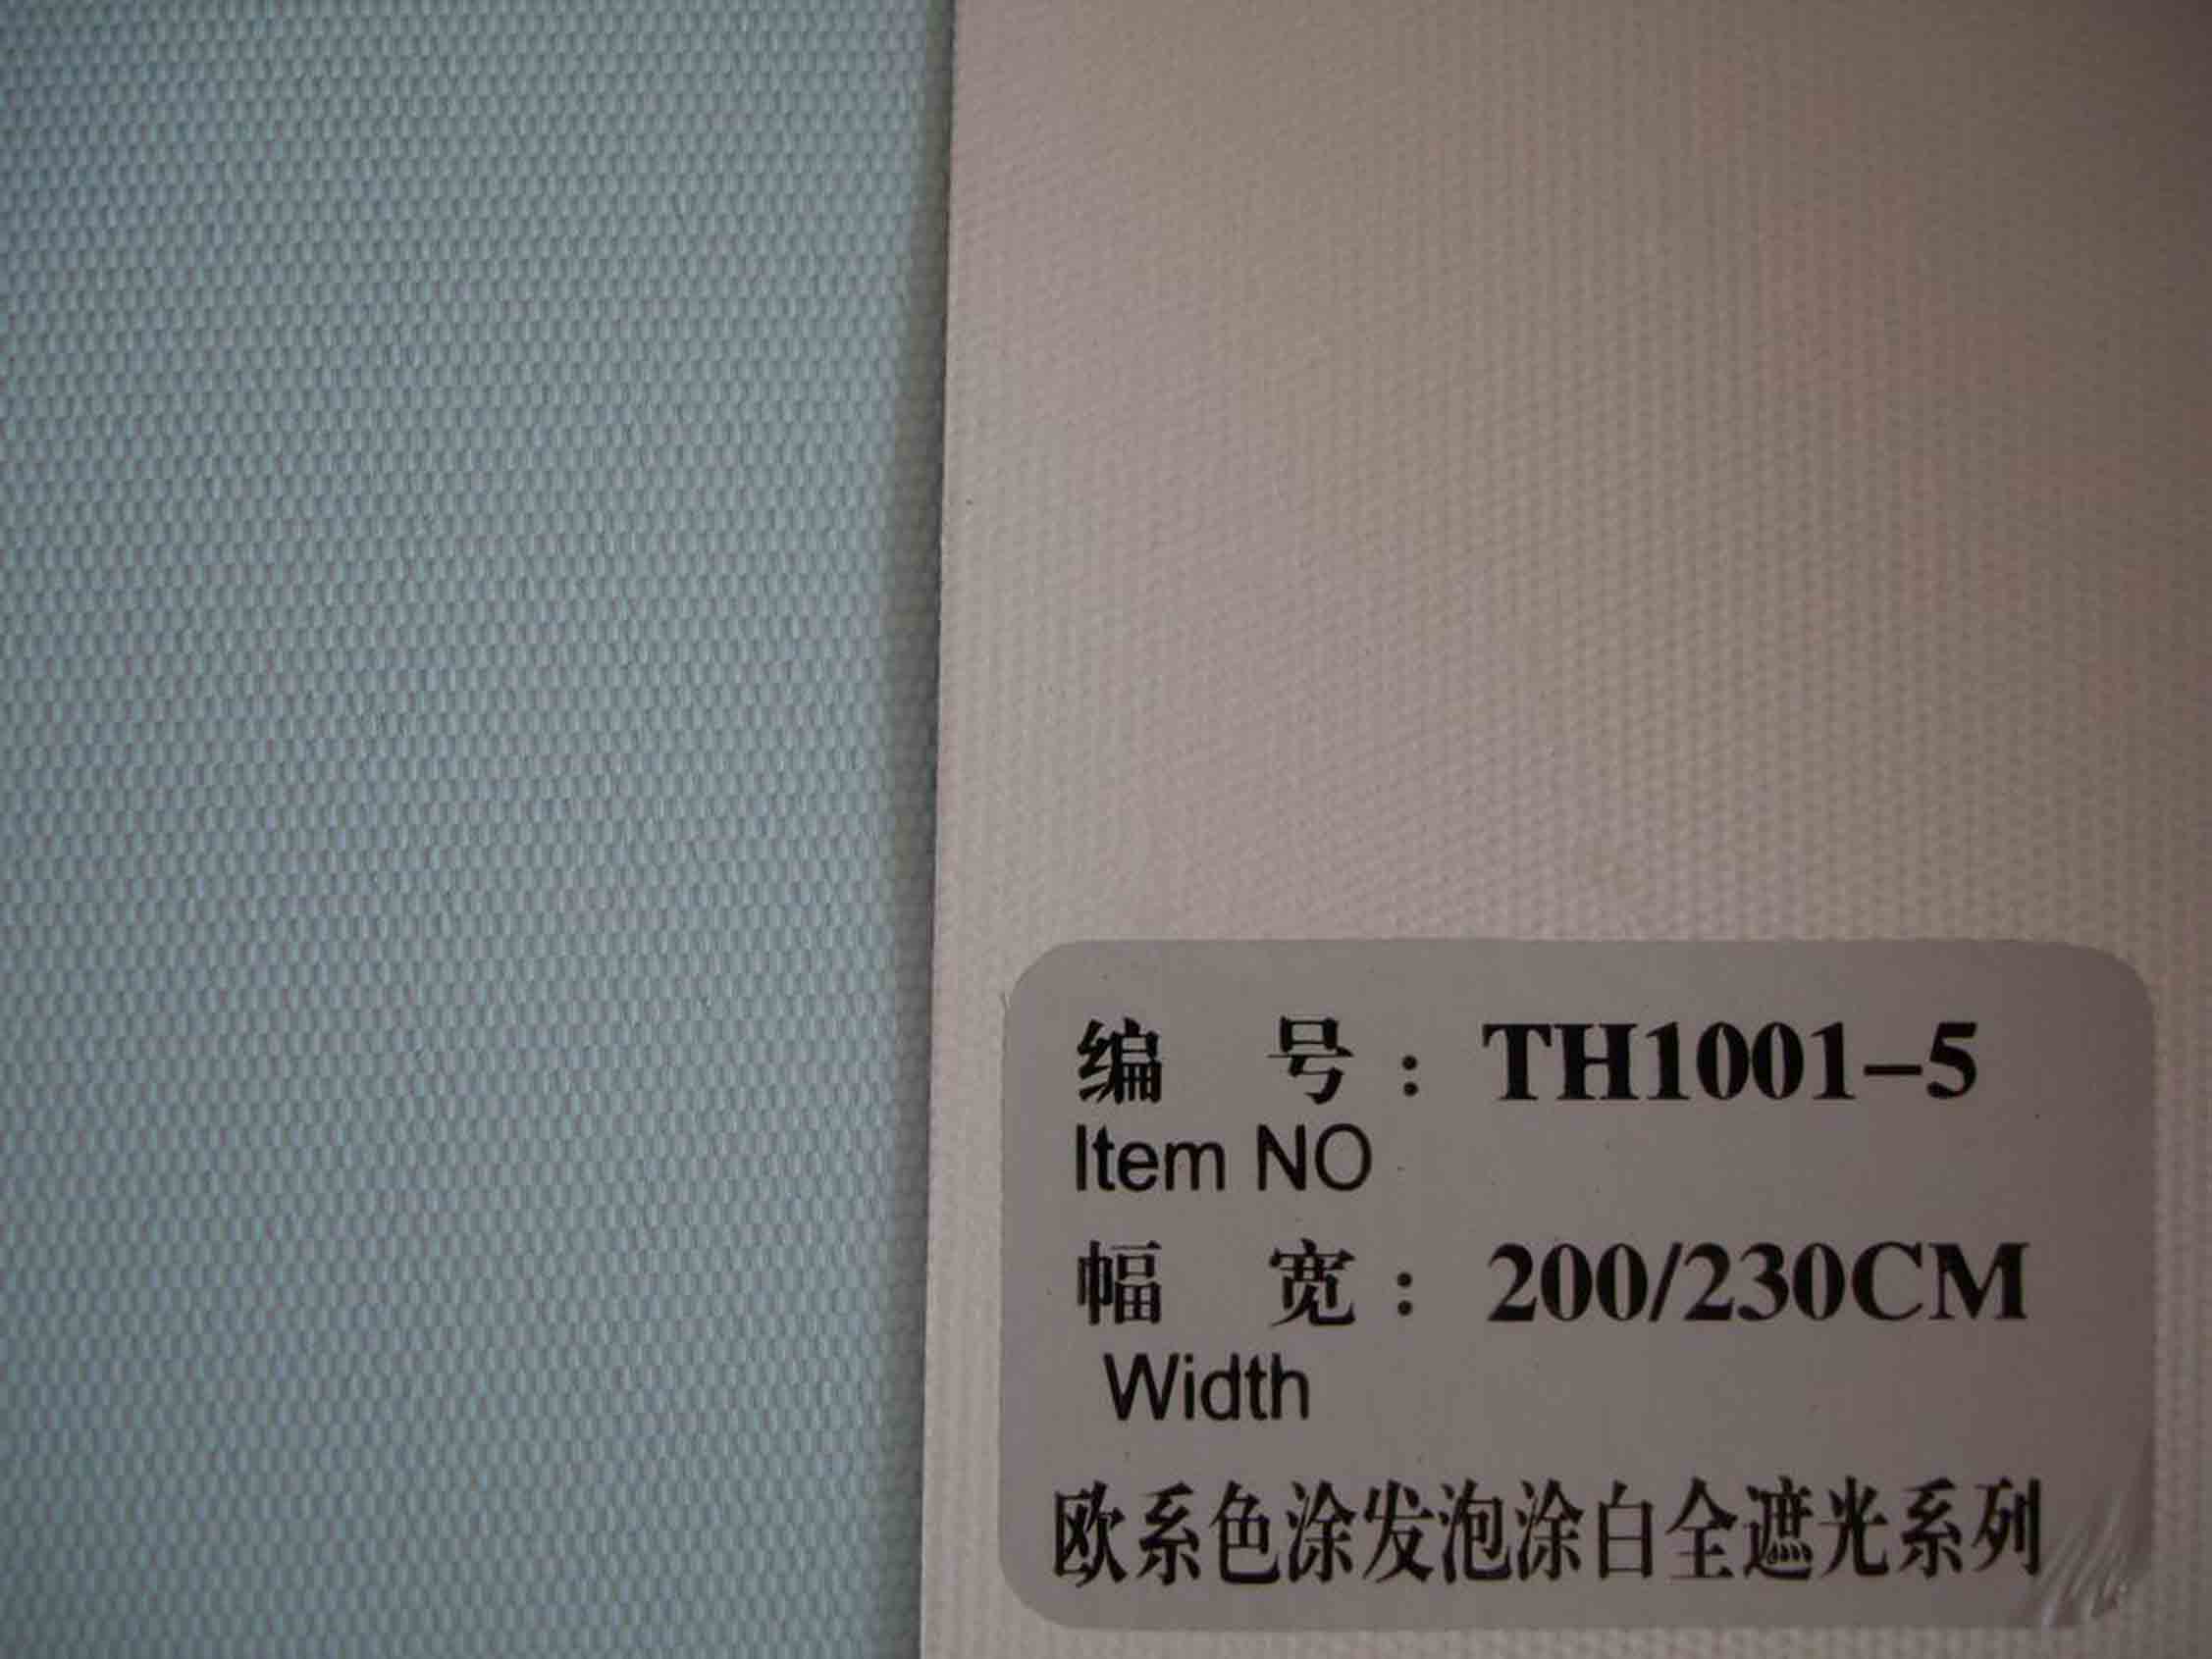 编 号：TH1001-5
Item NO
幅 宽：200/230CM
Width
欧系色涂发泡涂白全遮光系列